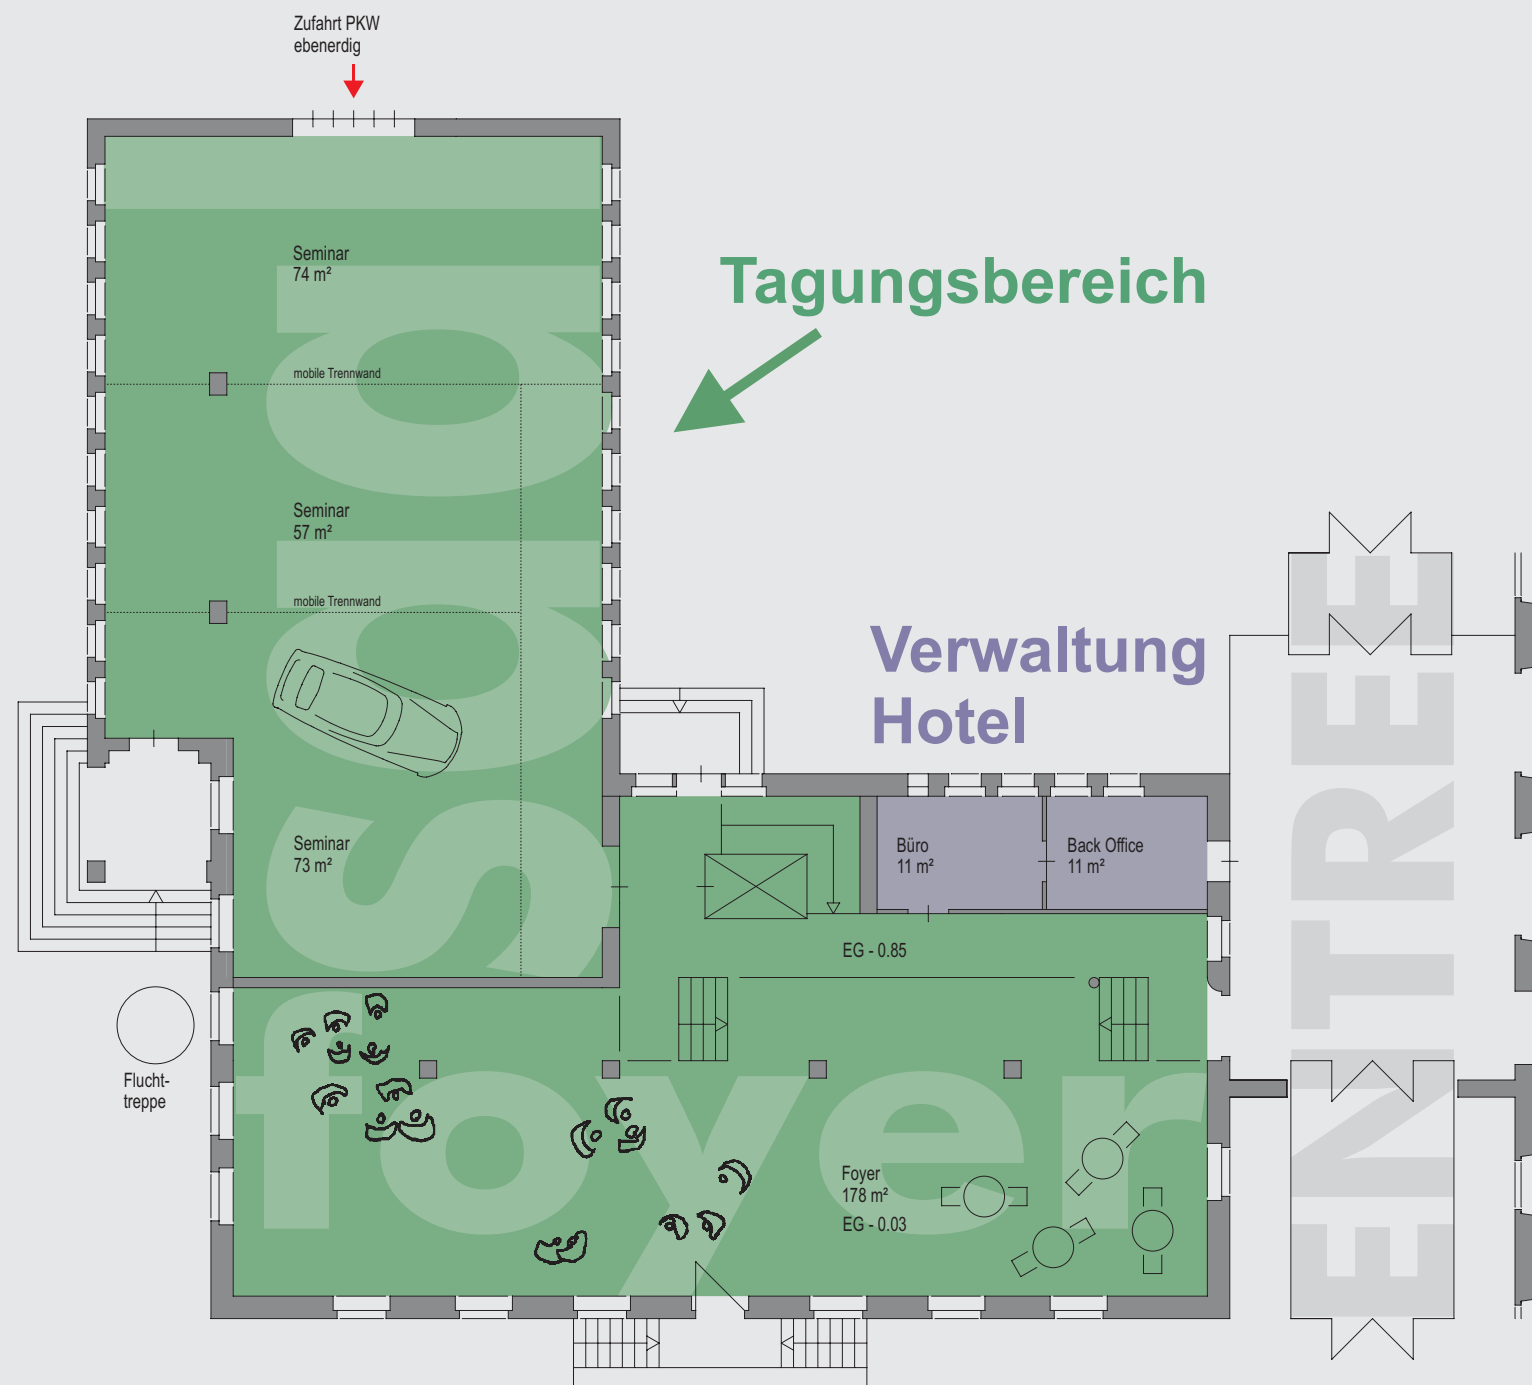 Zufahrt PKW
ebenerdig
Seminar
74 m²
Tagungsbereich
mobile Trennwand
Seminar
57 m²
mobile Trennwand
Verwaltung
Hotel
Seminar
73 m²
Büro
11 m²
Back Office
11 m²
EG - 0.85
Flucht-
treppe
Foyer
178 m²
EG - 0.03
foyer
ENTREE